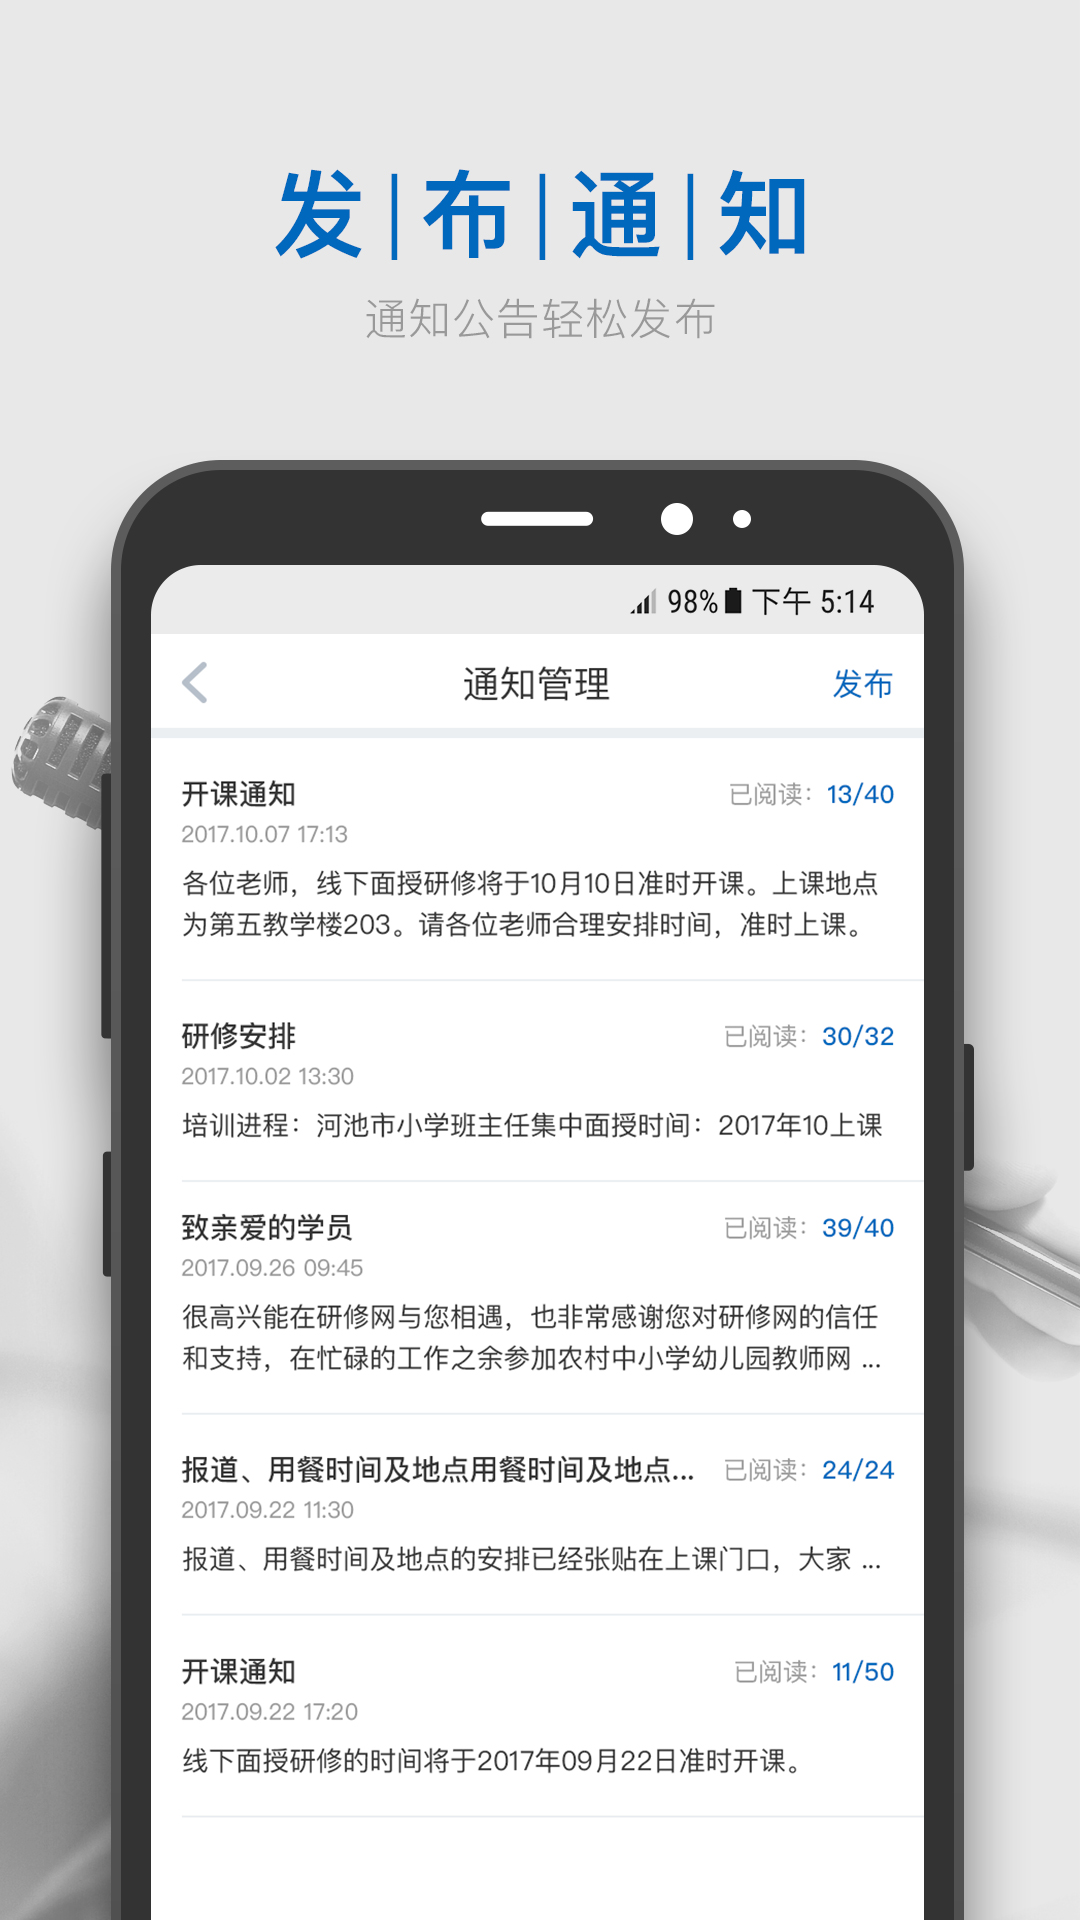 发|布|通|知
通知公告轻松发布
98% 下午 5:14
通知管理 发布
开课通知 已阅读：13/40
2017.10.07 17:13
各位老师，线下面授研修将于10月10日准时开课。上课地点
为第五教学楼203。请各位老师合理安排时间，准时上课。
研修安排 已阅读：30/32
2017.10.02 13:30
培训进程：河池市小学班主任集中面授时间：2017年10上课
致亲爱的学员 已阅读：39/40
2017.09.26 09:45
很高兴能在研修网与您相遇，也非常感谢您对研修网的信任
和支持，在忙碌的工作之余参加农村中小学幼儿园教师网 ...
报道、用餐时间及地点用餐时间及地点... 已阅读：24/24
2017.09.22 11:30
报道、用餐时间及地点的安排已经张贴在上课门口，大家 ...
开课通知 已阅读：11/50
2017.09.22 17:20
线下面授研修的时间将于2017年09月22日准时开课。